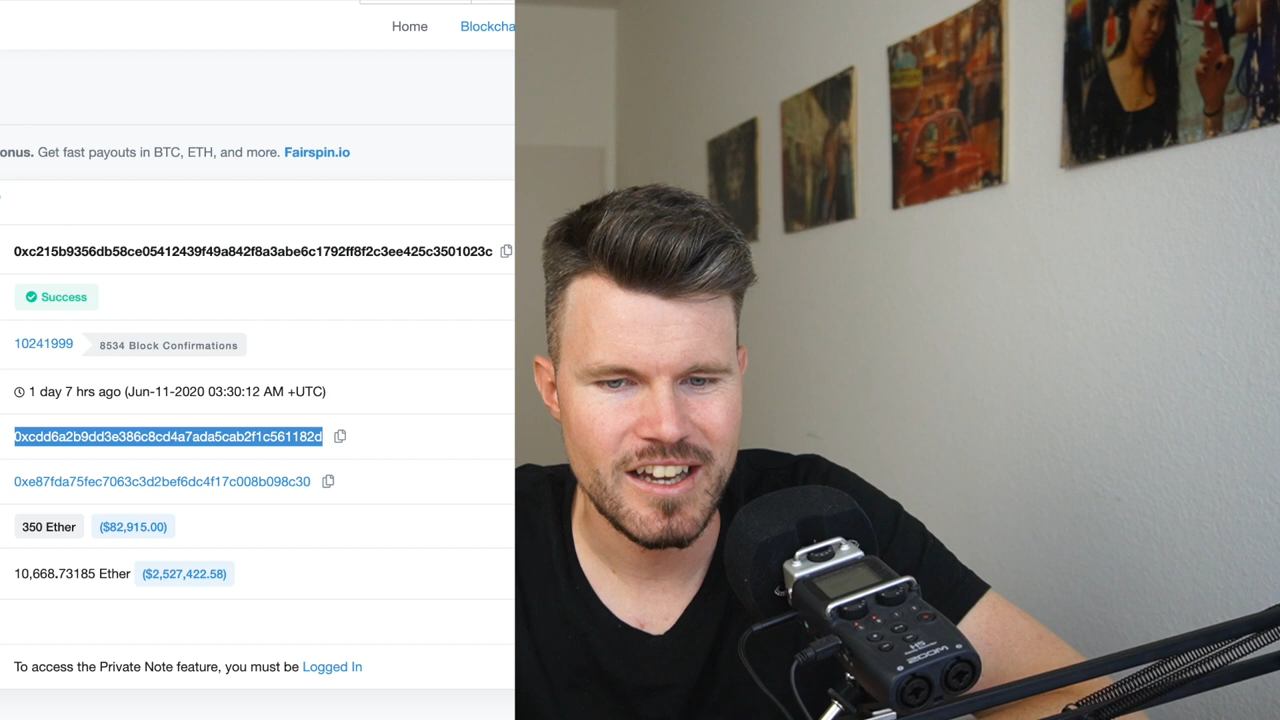 Home Blockcha
onus. Get fast payouts in BTC, ETH, and more. Fairspin.io
0xc215b9356db58ce05412439f49a842f8a3abe6c1792ff8f2c3ee425c3501023c
Success
10241999 8534 Block Confirmations
1 day 7 hrs ago (Jun-11-2020 03:30:12 AM +UTC)
0xcdd6a2b9dd3e386c8cd4a7ada5cab2f1c561182d
0xe87fda75fec7063c3d2bef6dc4f17c008b098c30
350 Ether ($82,915.00)
10,668.73185 Ether ($2,527,422.58)
To access the Private Note feature, you must be Logged In
H5
ZOOM